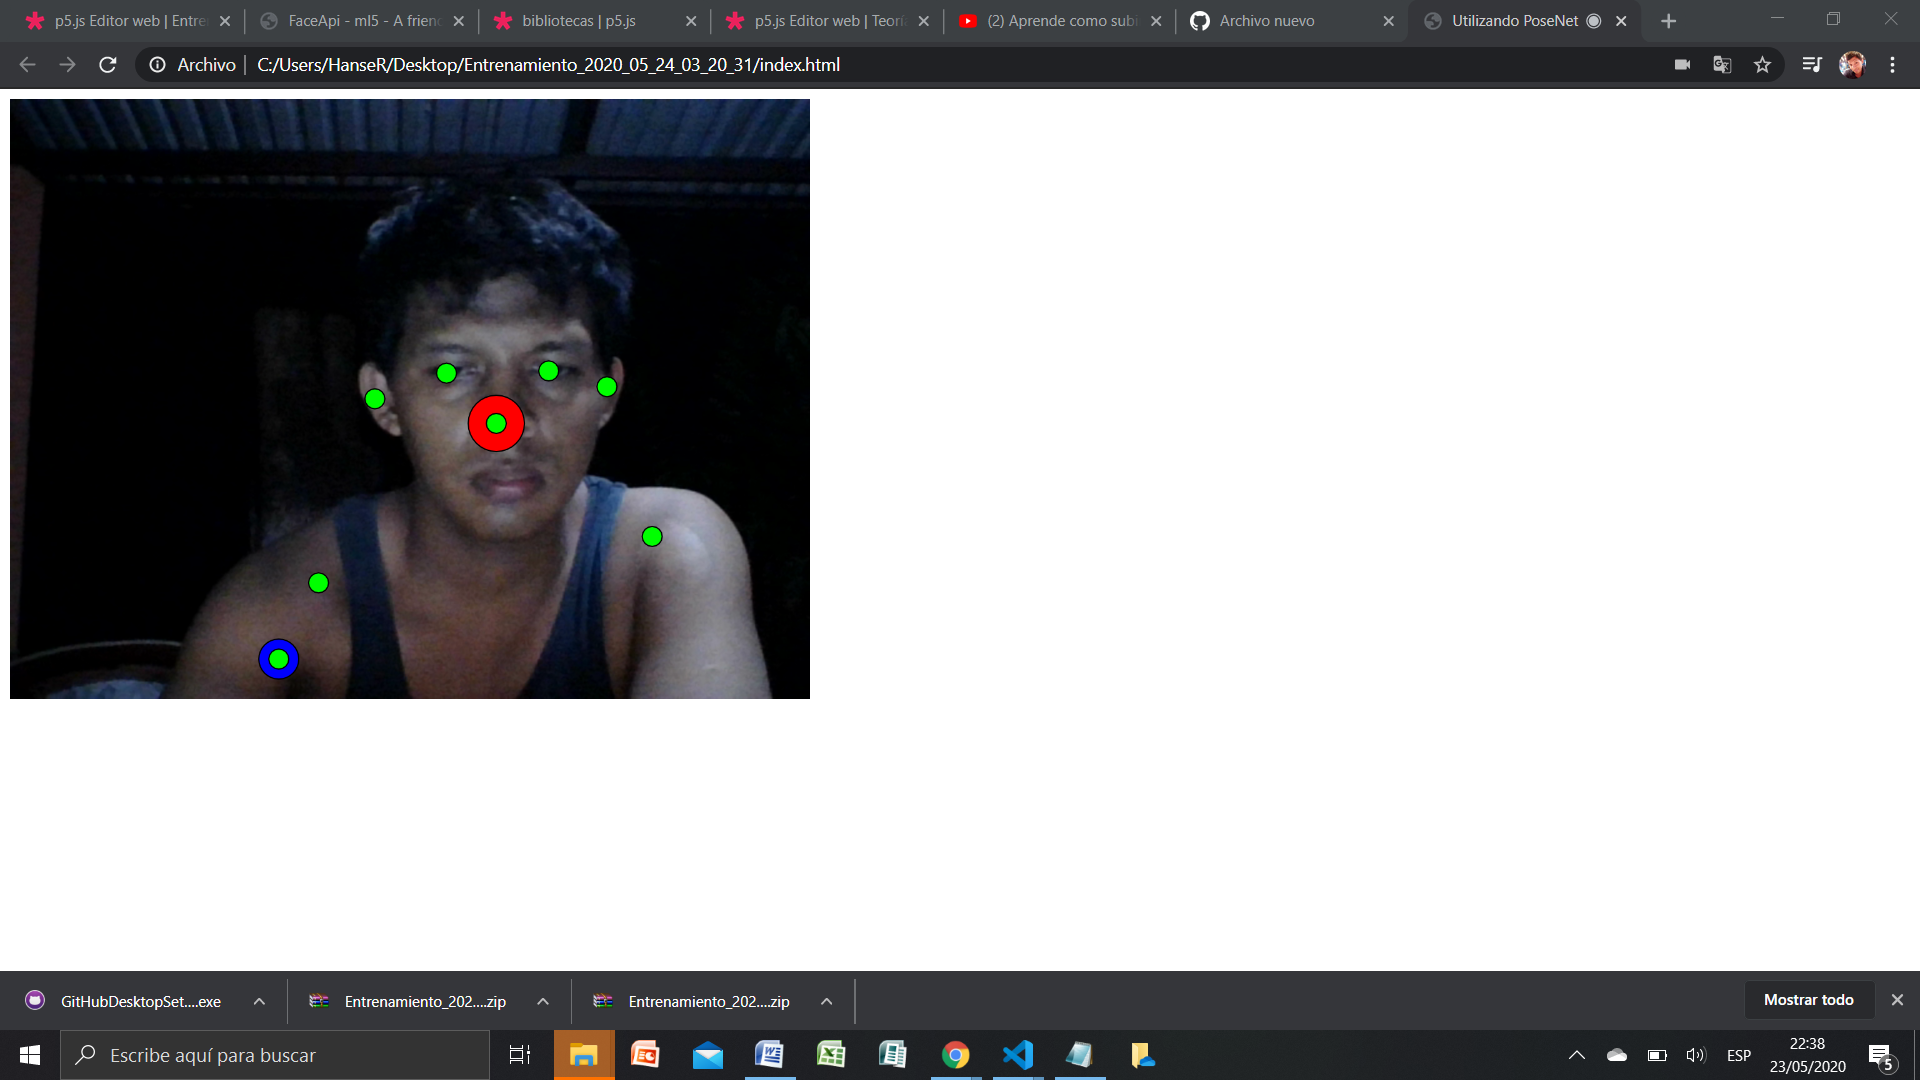 p5.js Editor web | Entre
FaceApi - ml5 - A frien
bibliotecas | p5.js
p5.js Editor web | Teorí
(2) Aprende como subi
Archivo nuevo
Utilizando PoseNet
Archivo
C:/Users/HanseR/Desktop/Entrenamiento_2020_05_24_03_20_31/index.html
GitHubDesktopSet....exe
Entrenamiento_202....zip
Entrenamiento_202....zip
Mostrar todo
Escribe aquí para buscar
ESP
22:38
23/05/2020
5